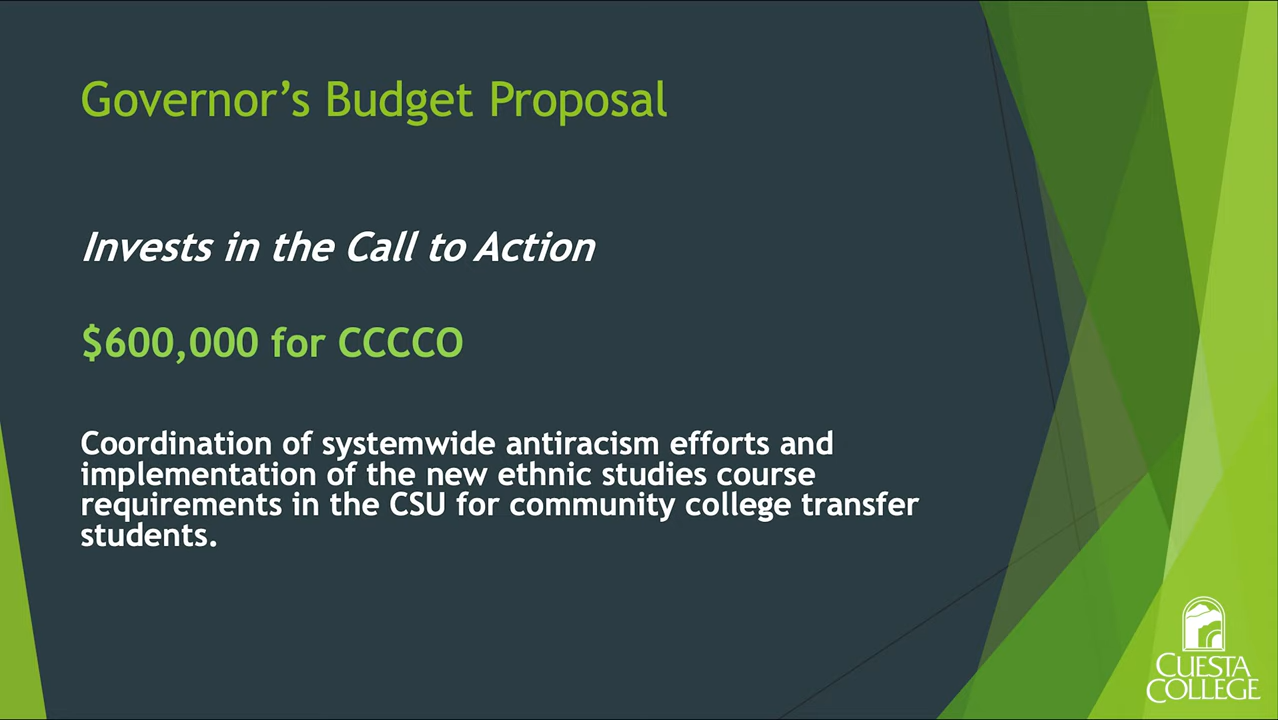 Governor’s Budget Proposal
Invests in the Call to Action
$600,000 for CCCCO
Coordination of systemwide antiracism efforts and
implementation of the new ethnic studies course
requirements in the CSU for community college transfer
students.
CUESTA
COLLEGE